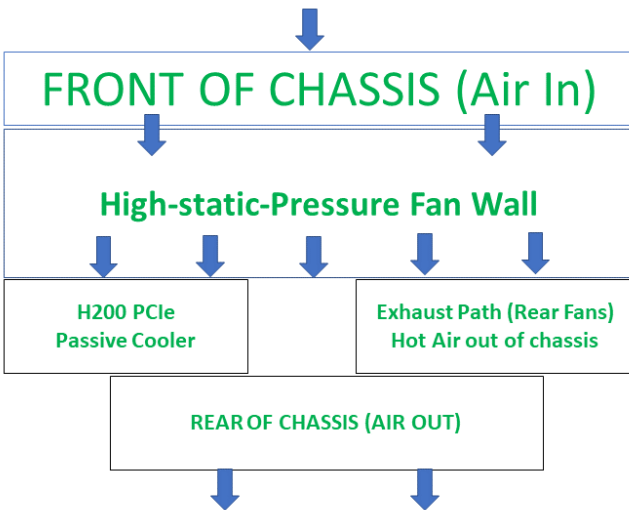 FRONT OF CHASSIS (Air In)
High-static-Pressure Fan Wall
H200 PCIe
Passive Cooler
Exhaust Path (Rear Fans)
Hot Air out of chassis
REAR OF CHASSIS (AIR OUT)